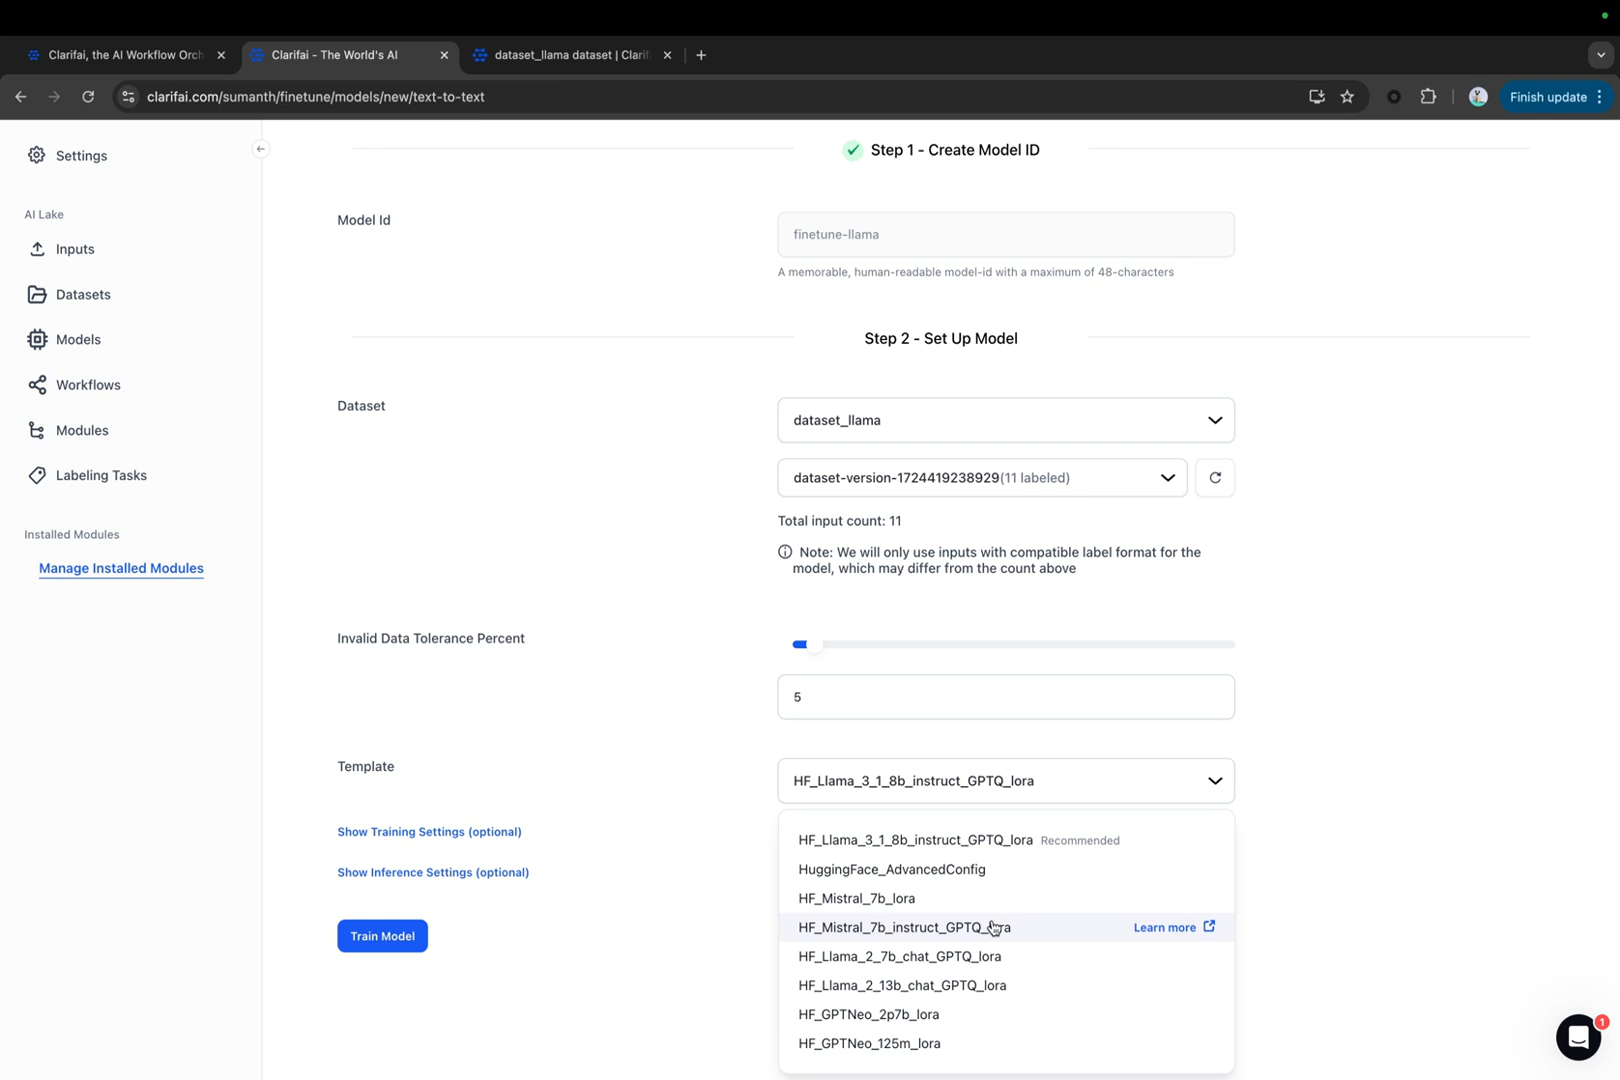 Clarifai, the AI Workflow Orch
Clarifai - The World's AI
dataset_llama dataset | Clarif
clarifai.com/sumanth/finetune/models/new/text-to-text
Finish update
Settings
AI Lake
Inputs
Datasets
Models
Workflows
Modules
Labeling Tasks
Installed Modules
Manage Installed Modules
Step 1 - Create Model ID
Model Id
finetune-llama
A memorable, human-readable model-id with a maximum of 48-characters
Step 2 - Set Up Model
Dataset
dataset_llama
dataset-version-1724419238929(11 labeled)
Total input count: 11
Note: We will only use inputs with compatible label format for the
model, which may differ from the count above
Invalid Data Tolerance Percent
5
Template
HF_Llama_3_1_8b_instruct_GPTQ_lora
Show Training Settings (optional)
Show Inference Settings (optional)
Train Model
HF_Llama_3_1_8b_instruct_GPTQ_lora Recommended
HuggingFace_AdvancedConfig
HF_Mistral_7b_lora
HF_Mistral_7b_instruct_GPTQ_lora Learn more
HF_Llama_2_7b_chat_GPTQ_lora
HF_Llama_2_13b_chat_GPTQ_lora
HF_GPTNeo_2p7b_lora
HF_GPTNeo_125m_lora
1